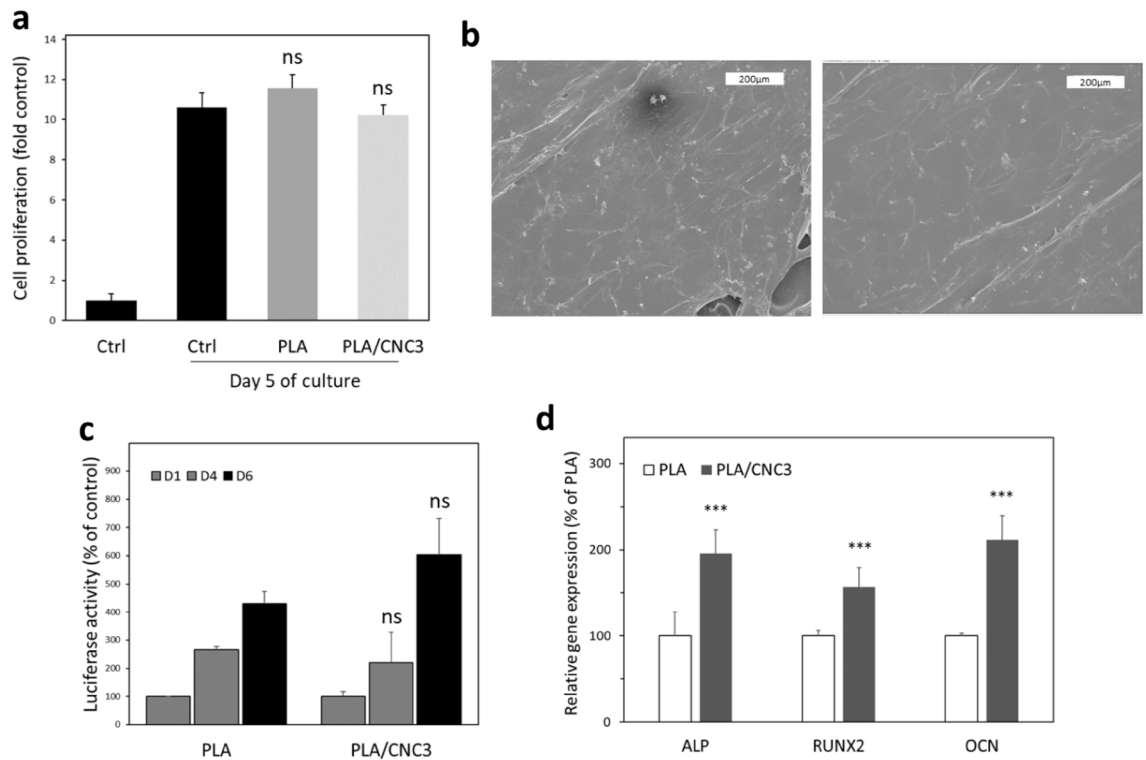 a
Cell proliferation (fold control)
14
12
10
8
6
4
2
0
ns
ns
Ctrl Ctrl PLA PLA/CNC3
Day 5 of culture
b
200µm
200µm
c
Luciferase activity (% of control)
900
800
700
600
500
400
300
200
100
0
D1 D4 D6
ns
ns
PLA PLA/CNC3
d
Relative gene expression (% of PLA)
300
200
100
0
PLA PLA/CNC3
***
***
***
ALP RUNX2 OCN